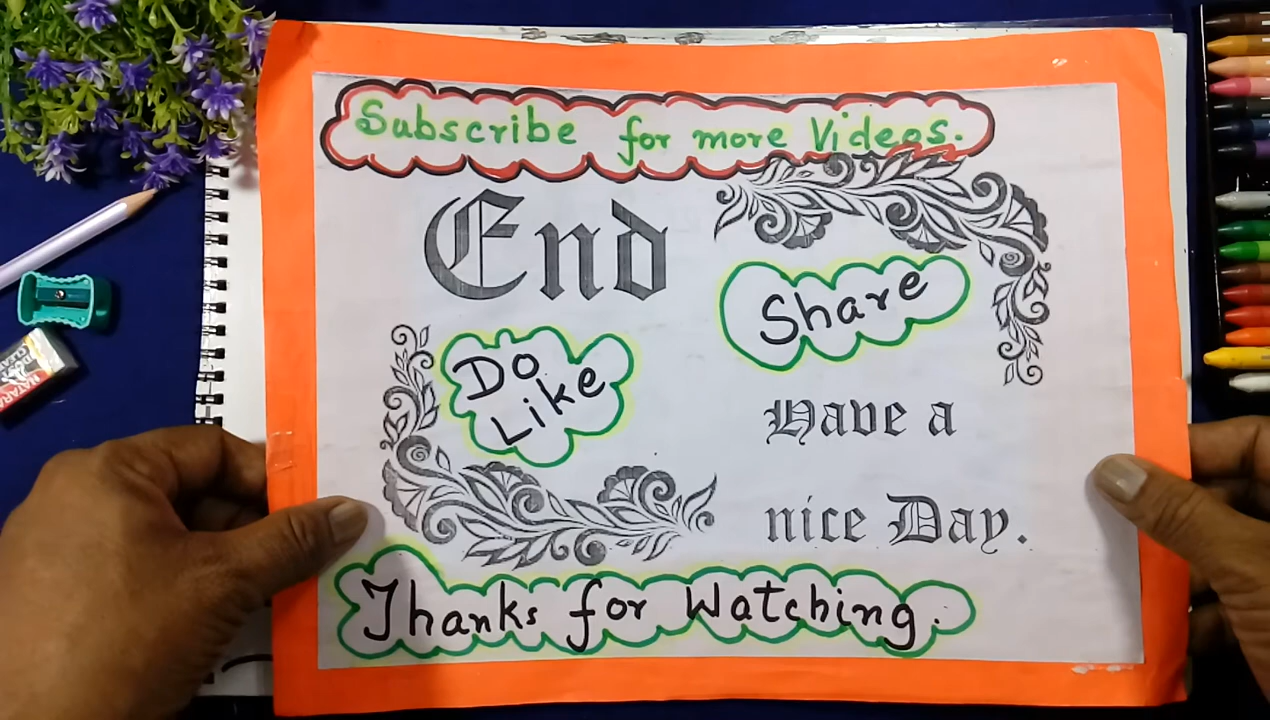 Subscribe for more Videos.
End
Share
Do
Like
Have a
nice Day.
Thanks for Watching.